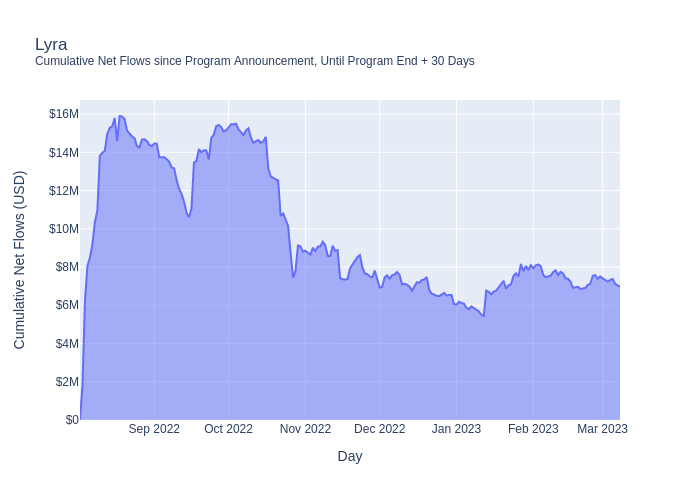 Lyra
Cumulative Net Flows since Program Announcement, Until Program End + 30 Days
Cumulative Net Flows (USD)
$16M
$14M
$12M
$10M
$8M
$6M
$4M
$2M
$0
Sep 2022 Oct 2022 Nov 2022 Dec 2022 Jan 2023 Feb 2023 Mar 2023
Day